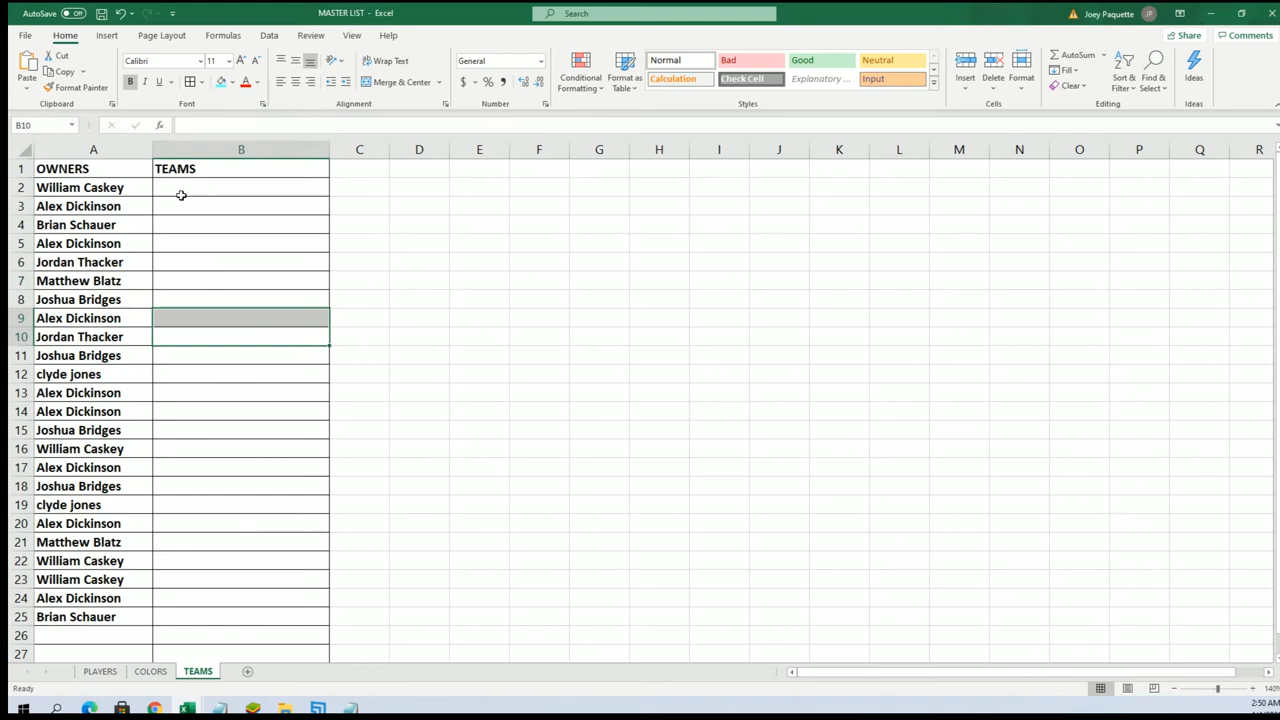 AutoSave Off
MASTER LIST - Excel
Search
Joey Paquette JP
File Home Insert Page Layout Formulas Data Review View Help
Share Comments
Paste
Cut
Copy
Format Painter
Clipboard
Calibri 11
B I U
Font
Wrap Text
Merge & Center
Alignment
General
$ % 9
Number
Conditional Formatting
Format as Table
Normal Bad Good Neutral
Calculation Check Cell Explanatory ... Input
Styles
Insert Delete Format
Cells
AutoSum
Fill
Clear
Sort & Filter
Find & Select
Editing
Ideas
Ideas
B10 fx
A B C D E F G H I J K L M N O P Q R
1 OWNERS TEAMS
2 William Caskey
3 Alex Dickinson
4 Brian Schauer
5 Alex Dickinson
6 Jordan Thacker
7 Matthew Blatz
8 Joshua Bridges
9 Alex Dickinson
10 Jordan Thacker
11 Joshua Bridges
12 clyde jones
13 Alex Dickinson
14 Alex Dickinson
15 Joshua Bridges
16 William Caskey
17 Alex Dickinson
18 Joshua Bridges
19 clyde jones
20 Alex Dickinson
21 Matthew Blatz
22 William Caskey
23 William Caskey
24 Alex Dickinson
25 Brian Schauer
26
27
PLAYERS COLORS TEAMS
Ready
140%
2:50 AM